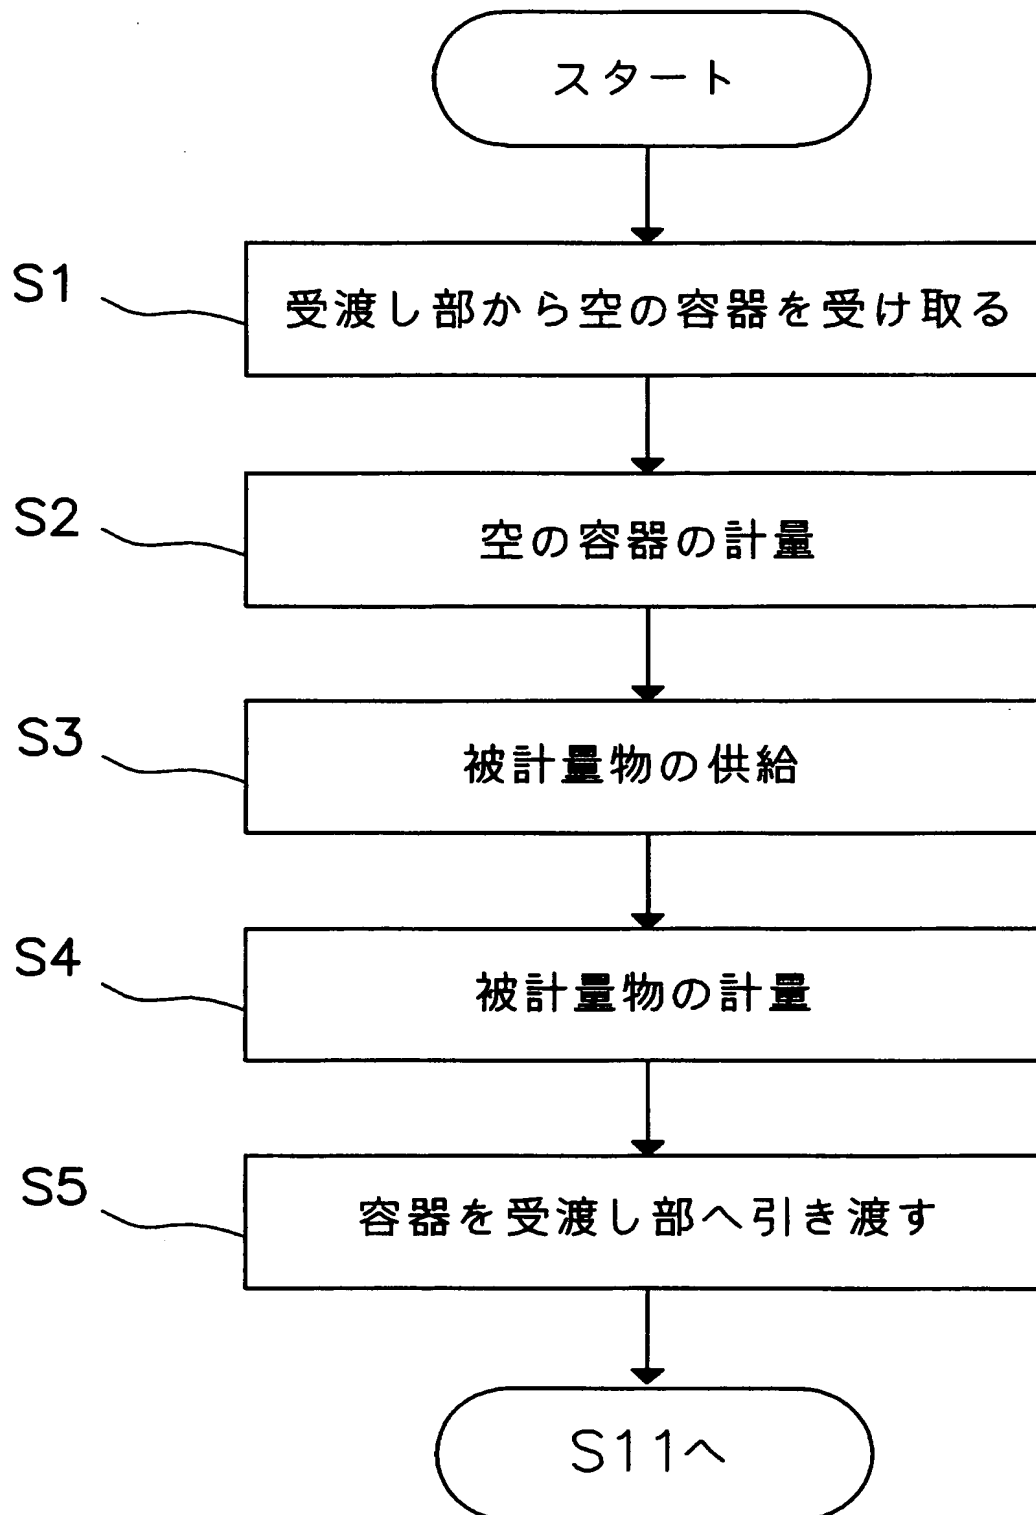 スタート
S1
受渡し部から空の容器を受け取る
S2
空の容器の計量
S3
被計量物の供給
S4
被計量物の計量
S5
容器を受渡し部へ引き渡す
S11へ